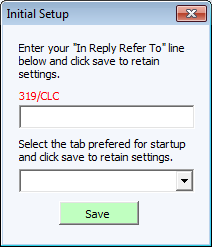 Initial Setup
Enter your "In Reply Refer To" line
below and click save to retain
settings.
319/CLC
Select the tab prefered for startup
and click save to retain settings.
Save